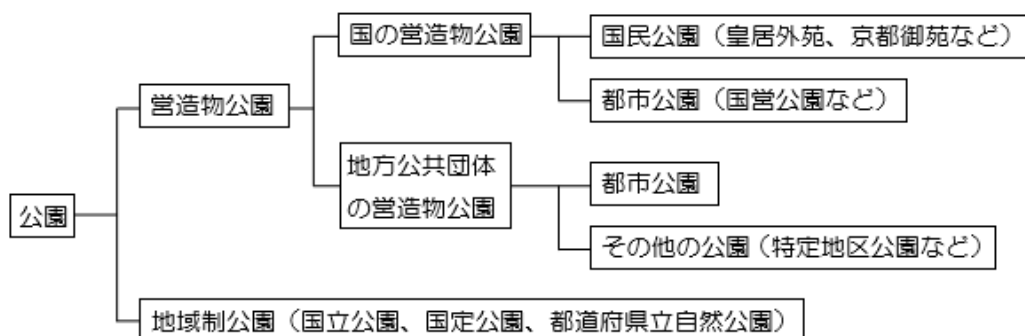 公園
営造物公園
国の営造物公園
国民公園（皇居外苑、京都御苑など）
都市公園（国営公園など）
地方公共団体
の営造物公園
都市公園
その他の公園（特定地区公園など）
地域制公園（国立公園、国定公園、都道府県立自然公園）